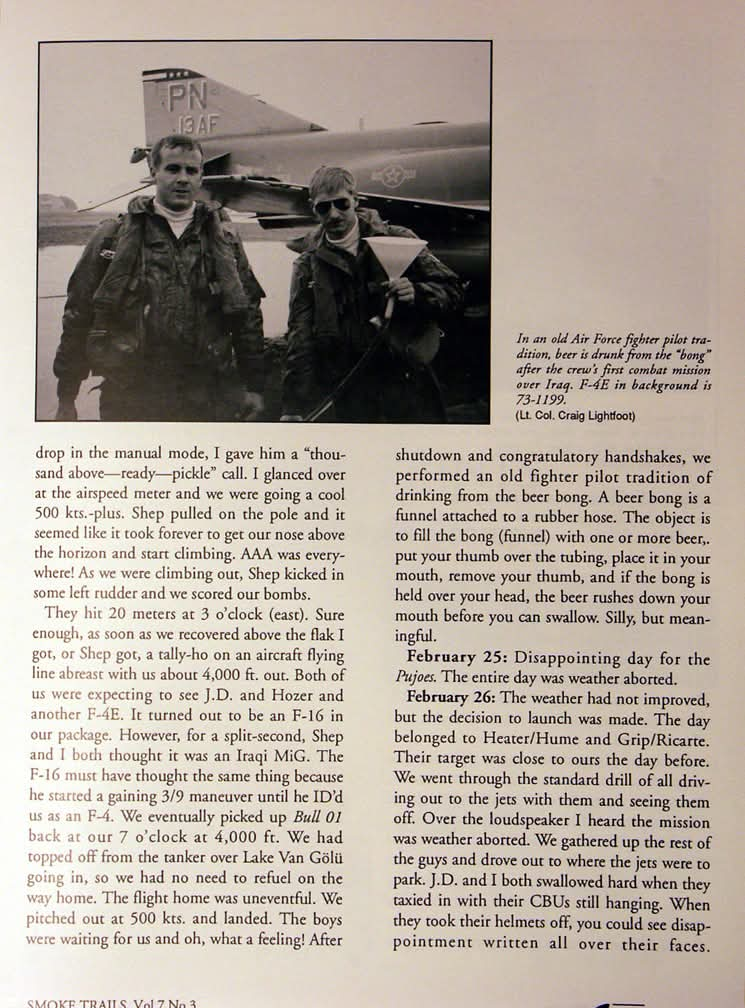 PN
13 AF
In an old Air Force fighter pilot tra-
dition, beer is drunk from the "bong"
after the crew's first combat mission
over Iraq. F-4E in background is
73-1199.
(Lt. Col. Craig Lightfoot)
drop in the manual mode, I gave him a "thou-
sand above—ready—pickle" call. I glanced over
at the airspeed meter and we were going a cool
500 kts.-plus. Shep pulled on the pole and it
seemed like it took forever to get our nose above
the horizon and start climbing. AAA was every-
where! As we were climbing out, Shep kicked in
some left rudder and we scored our bombs.
They hit 20 meters at 3 o'clock (east). Sure
enough, as soon as we recovered above the flak I
got, or Shep got, a tally-ho on an aircraft flying
line abreast with us about 4,000 ft. out. Both of
us were expecting to see J.D. and Hozer and
another F-4E. It turned out to be an F-16 in
our package. However, for a split-second, Shep
and I both thought it was an Iraqi MiG. The
F-16 must have thought the same thing because
he started a gaining 3/9 maneuver until he ID'd
us as an F-4. We eventually picked up Bull 01
back at our 7 o'clock at 4,000 ft. We had
topped off from the tanker over Lake Van Gölü
going in, so we had no need to refuel on the
way home. The flight home was uneventful. We
pitched out at 500 kts. and landed. The boys
were waiting for us and oh, what a feeling! After
shutdown and congratulatory handshakes, we
performed an old fighter pilot tradition of
drinking from the beer bong. A beer bong is a
funnel attached to a rubber hose. The object is
to fill the bong (funnel) with one or more beer,.
put your thumb over the tubing, place it in your
mouth, remove your thumb, and if the bong is
held over your head, the beer rushes down your
mouth before you can swallow. Silly, but mean-
ingful.
February 25: Disappointing day for the
Pujoes. The entire day was weather aborted.
February 26: The weather had not improved,
but the decision to launch was made. The day
belonged to Heater/Hume and Grip/Ricarte.
Their target was close to ours the day before.
We went through the standard drill of all driv-
ing out to the jets with them and seeing them
off. Over the loudspeaker I heard the mission
was weather aborted. We gathered up the rest of
the guys and drove out to where the jets were to
park. J.D. and I both swallowed hard when they
taxied in with their CBUs still hanging. When
they took their helmets off, you could see disap-
pointment written all over their faces.
SMOKE TRAILS, Vol 7 No 3